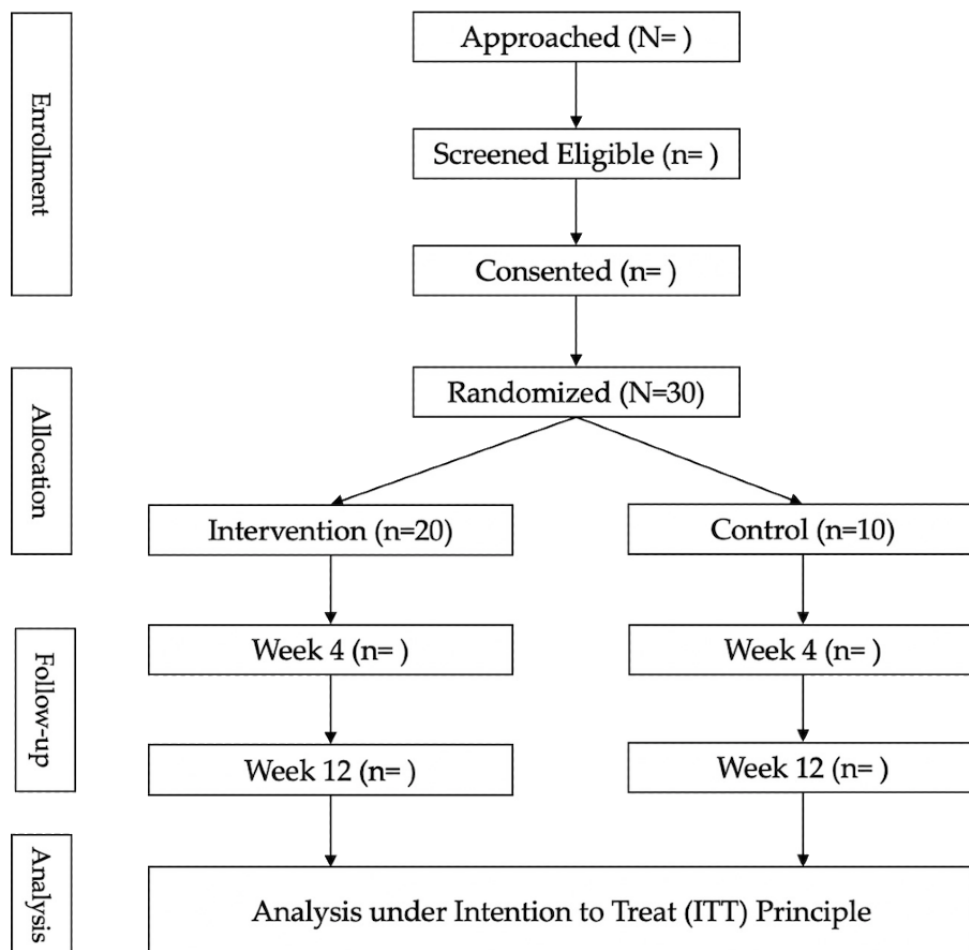 Enrollment
Approached (N= )
Screened Eligible (n= )
Consented (n= )
Allocation
Randomized (N=30)
Intervention (n=20)
Control (n=10)
Follow-up
Week 4 (n= )
Week 4 (n= )
Week 12 (n= )
Week 12 (n= )
Analysis
Analysis under Intention to Treat (ITT) Principle